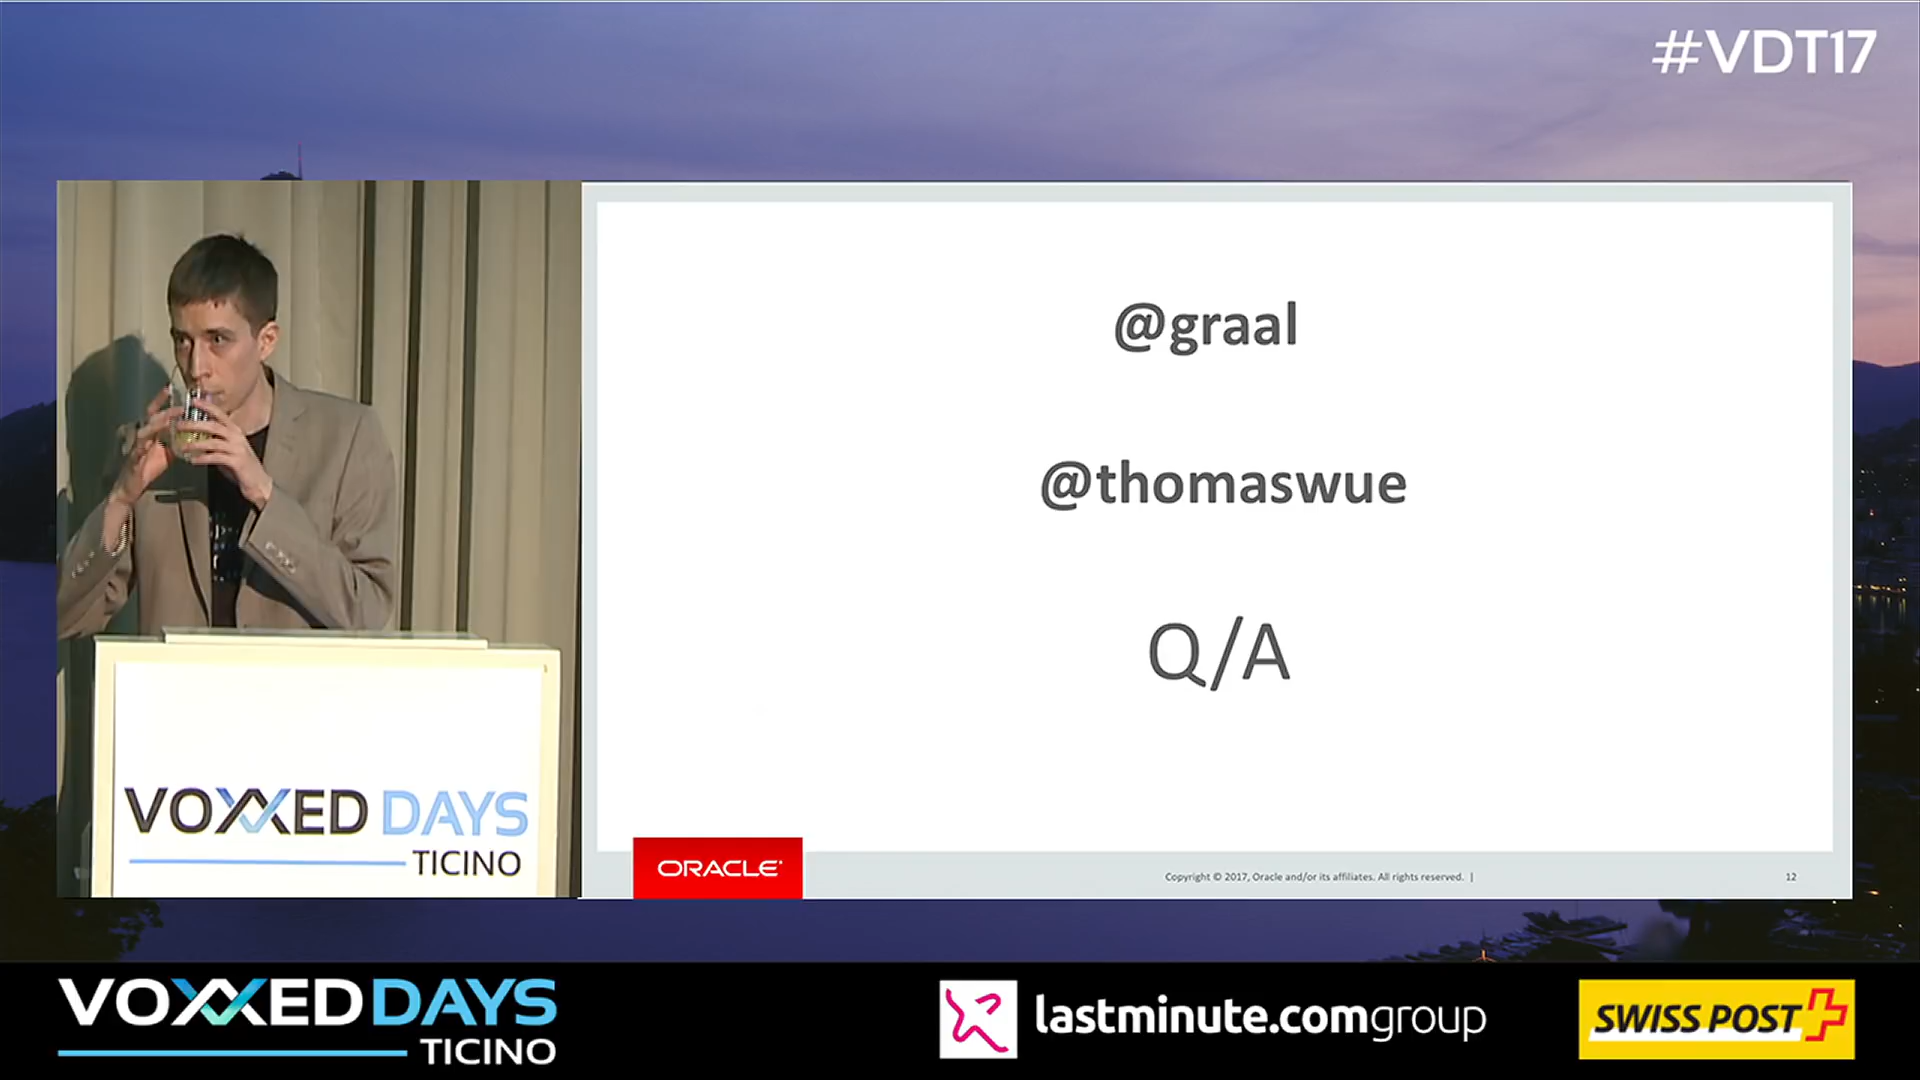 #VDT17
@graal
@thomaswue
Q/A
ORACLE
Copyright © 2017, Oracle and/or its affiliates. All rights reserved. |
12
VOXXED DAYS
TICINO
VOXXED DAYS
TICINO
lastminute.comgroup
SWISS POST